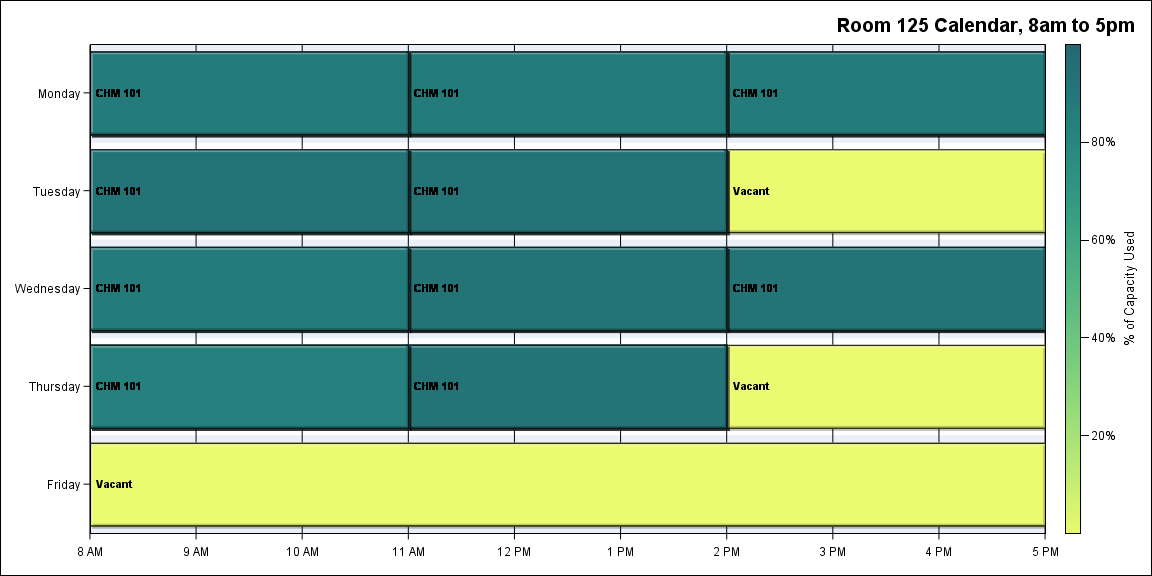 Room 125 Calendar, 8am to 5pm
Monday
CHM 101
CHM 101
CHM 101
Tuesday
CHM 101
CHM 101
Vacant
Wednesday
CHM 101
CHM 101
CHM 101
Thursday
CHM 101
CHM 101
Vacant
Friday
Vacant
8 AM
9 AM
10 AM
11 AM
12 PM
1 PM
2 PM
3 PM
4 PM
5 PM
80%
60%
40%
20%
% of Capacity Used